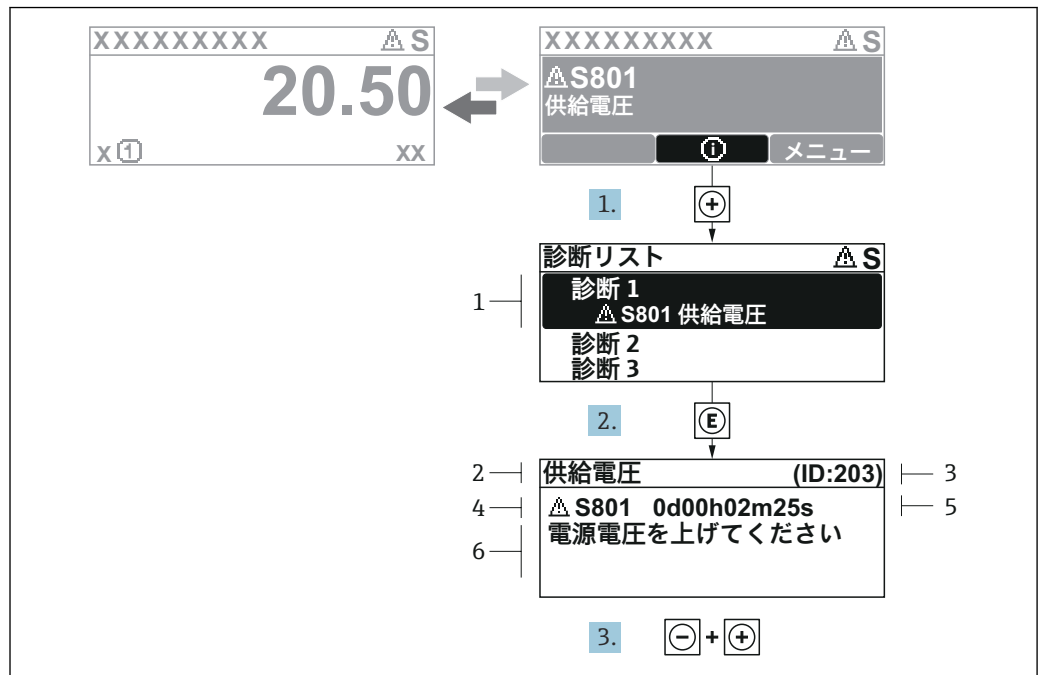 XXXXXXXXX ⚠ S
20.50
X ① XX
XXXXXXXXX ⚠ S
⚠S801
供給電圧
ⓘ メニュー
1. +
診断リスト ⚠ S
1
診断 1
⚠ S801 供給電圧
診断 2
診断 3
2. E
2 供給電圧 (ID:203) 3
4 ⚠ S801 0d00h02m25s 5
6 電源電圧を上げてください
3. - + +